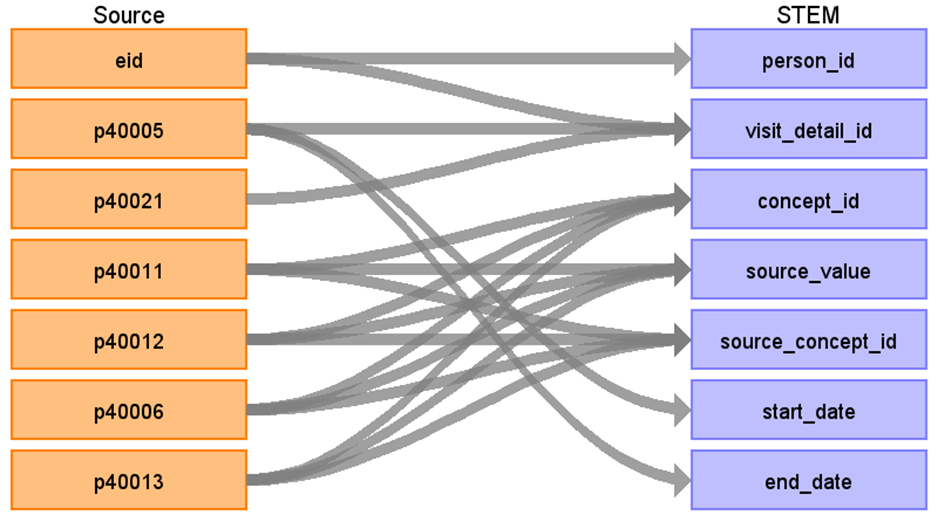 Source STEM
eid person_id
p40005 visit_detail_id
p40021 concept_id
p40011 source_value
p40012 source_concept_id
p40006 start_date
p40013 end_date